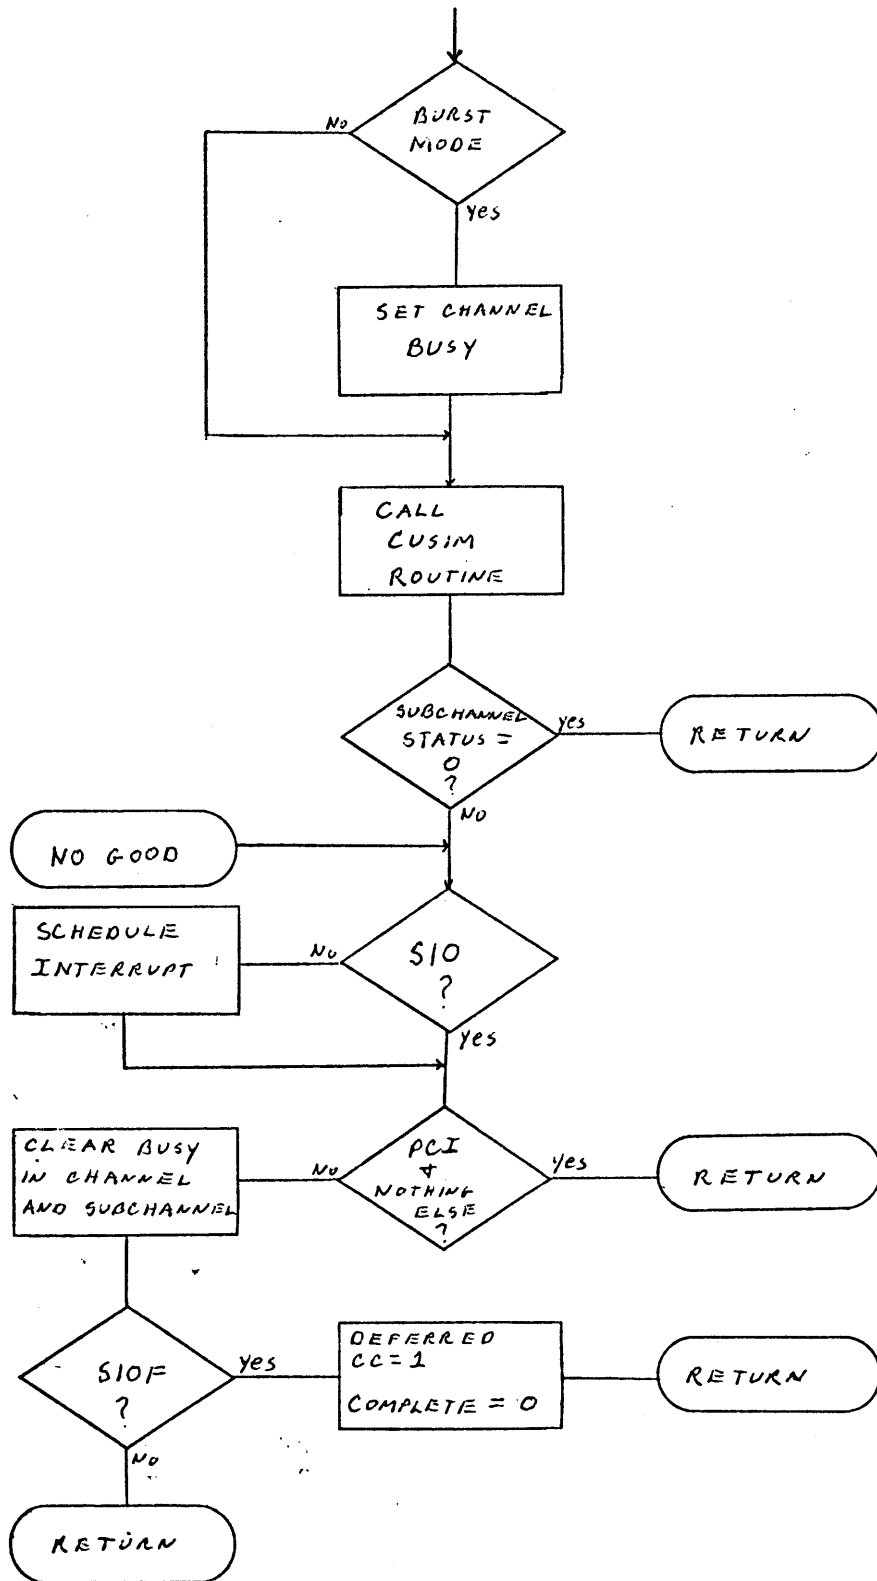 BURST
MODE
No
yes
SET CHANNEL
BUSY
CALL
CUSIM
ROUTINE
SUBCHANNEL
STATUS =
0
?
yes
RETURN
No
NO GOOD
SCHEDULE
INTERRUPT
No
SIO
?
yes
CLEAR BUSY
IN CHANNEL
AND SUBCHANNEL
No
PCI
&
NOTHING
ELSE
?
yes
RETURN
SIOF
?
yes
DEFERRED
CC=1
COMPLETE = 0
RETURN
No
RETURN